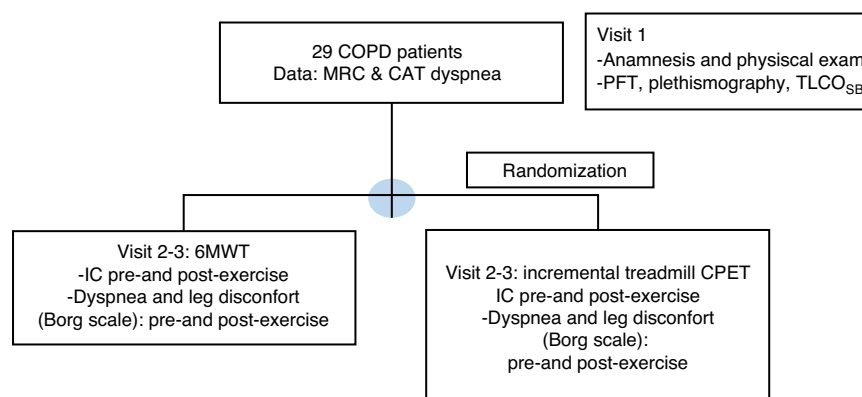 29 COPD patients
Data: MRC & CAT dyspnea
Visit 1
-Anamnesis and physiscal exam
-PFT, plethismography, TLCO_SB
Randomization
Visit 2-3: 6MWT
-IC pre-and post-exercise
-Dyspnea and leg disconfort
(Borg scale): pre-and post-exercise
Visit 2-3: incremental treadmill CPET
IC pre-and post-exercise
-Dyspnea and leg disconfort
(Borg scale):
pre-and post-exercise